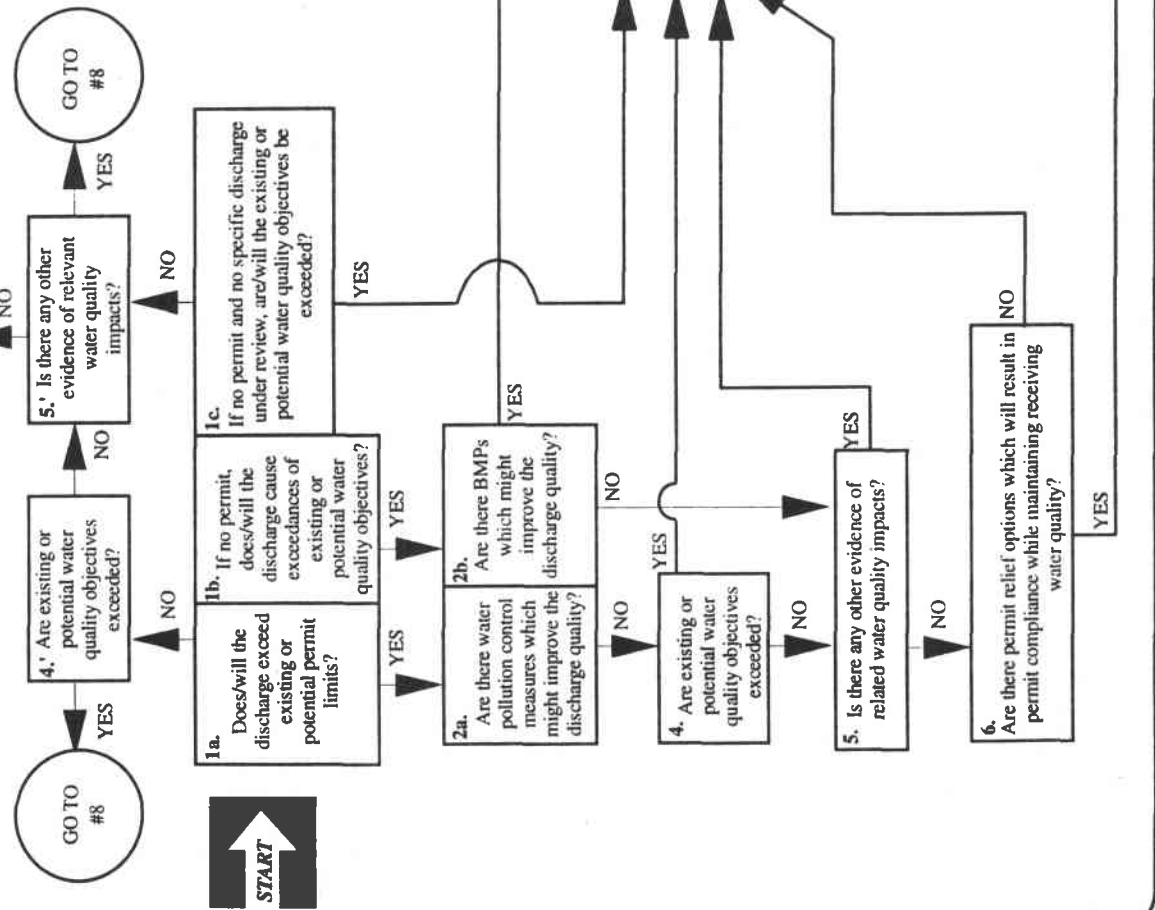 START
GO TO
#8
YES
4.' Are existing or
potential water
quality objectives
exceeded?
NO
5.' Is there any other
evidence of relevant
water quality
impacts?
NO
YES
GO TO
#8
NO
NO
1a.
Does/will the
discharge exceed
existing or
potential permit
limits?
1b. If no permit,
does/will the
discharge cause
exceedances of
existing or
potential water
quality objectives?
1c.
If no permit and no specific discharge
under review, are/will the existing or
potential water quality objectives be
exceeded?
YES
YES
YES
2a.
Are there water
pollution control
measures which
might improve the
discharge quality?
2b.
Are there BMPs
which might
improve the
discharge quality?
YES
NO
NO
4. Are existing or
potential water
quality objectives
exceeded?
YES
NO
5. Is there any other evidence of
related water quality impacts?
YES
NO
6.
Are there permit relief options which will result in
permit compliance while maintaining receiving
water quality?
NO
YES